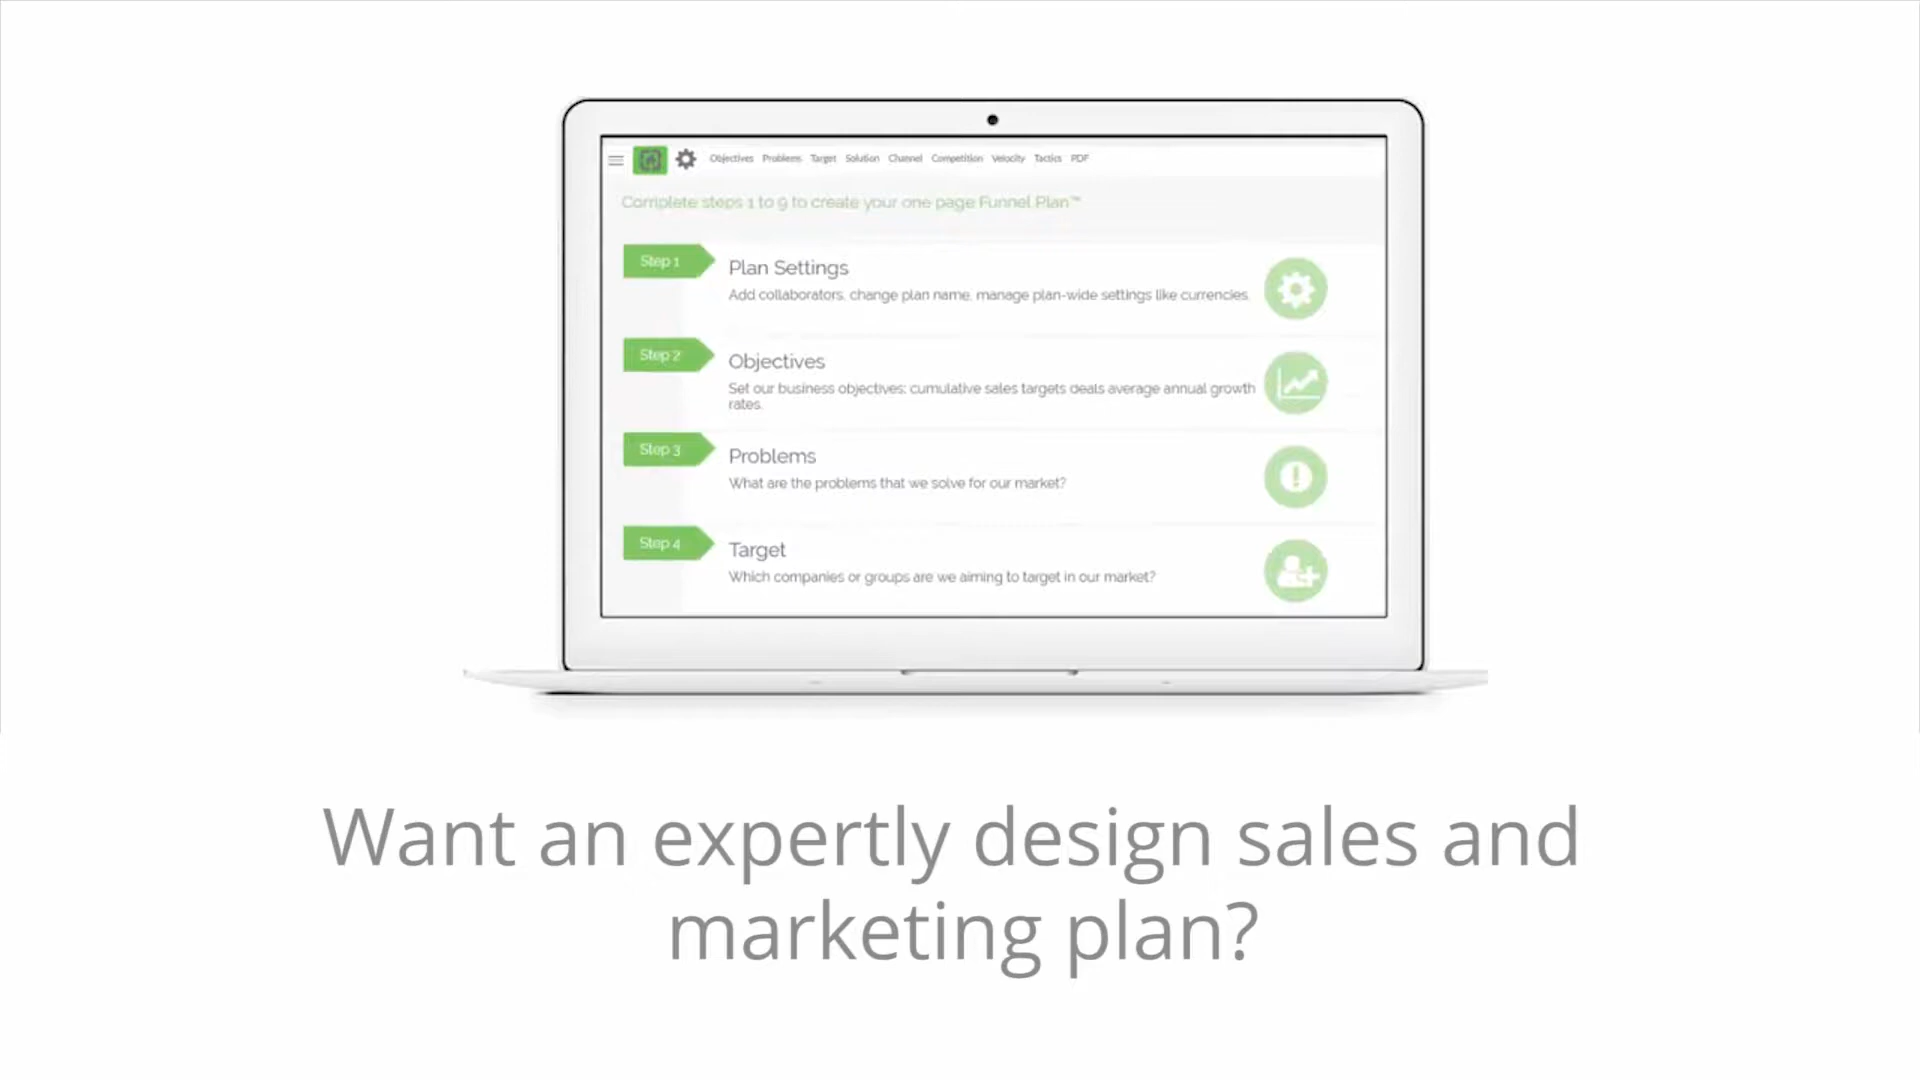 Objectives Problems Target Solution Channel Competition Velocity Tactics PDF
Complete steps 1 to 9 to create your one page Funnel Plan™
Step 1
Plan Settings
Add collaborators, change plan name, manage plan-wide settings like currencies.
Step 2
Objectives
Set our business objectives: cumulative sales targets deals average annual growth
rates.
Step 3
Problems
What are the problems that we solve for our market?
Step 4
Target
Which companies or groups are we aiming to target in our market?
Want an expertly design sales and
marketing plan?